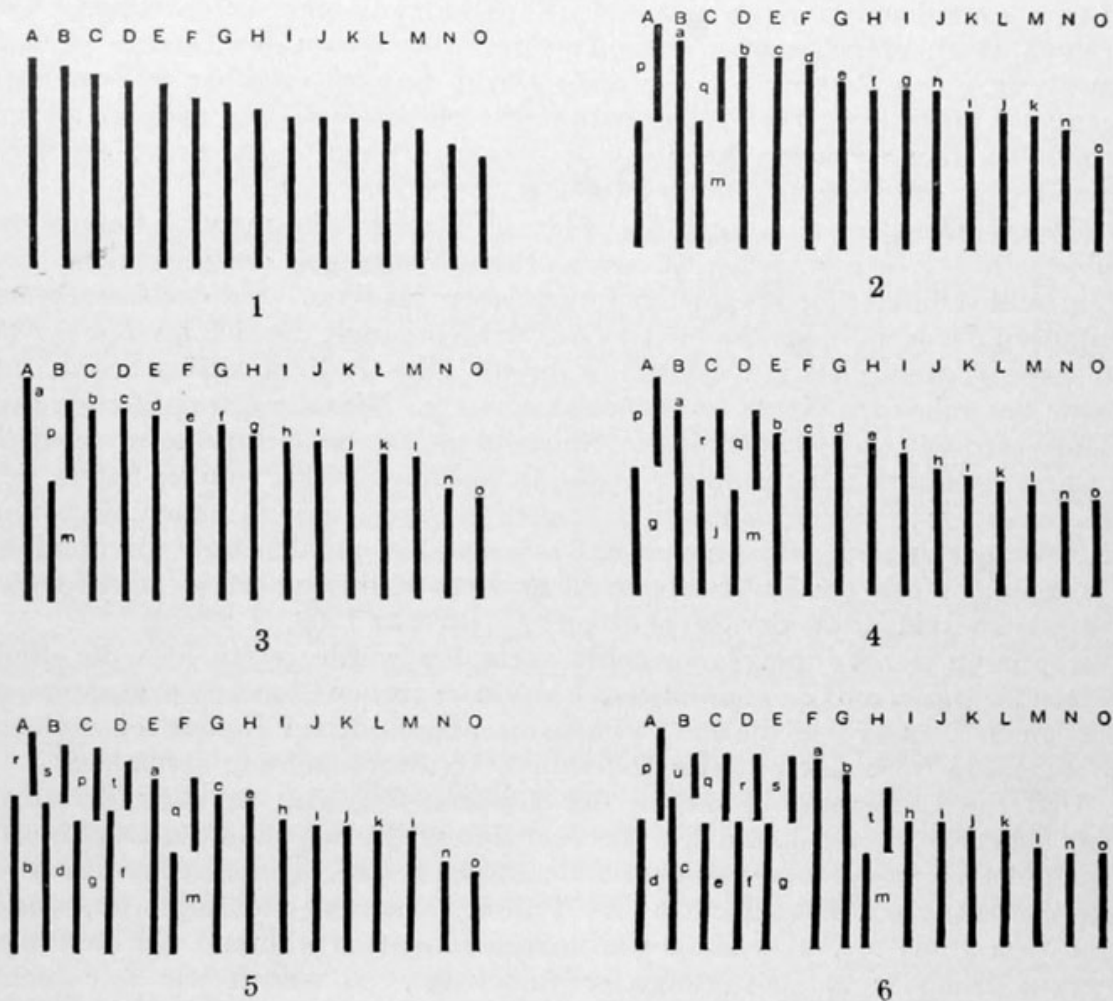 A B C D E F G H I J K L M N O
A B C D E F G H I J K L M N O
p a q b c d e f g h i j k n o
m
1
2
A B C D E F G H I J K L M N O
A B C D E F G H I J K L M N O
a p b c d e f g h i j k l n o
m
p a r q b c d e f h i k l n o
g j m
3
4
A B C D E F G H I J K L M N O
A B C D E F G H I J K L M N O
r s p t a q c e h i j k l n o
b d g f m
p u q r s a b t h i j k l n o
d c e f g m
5
6